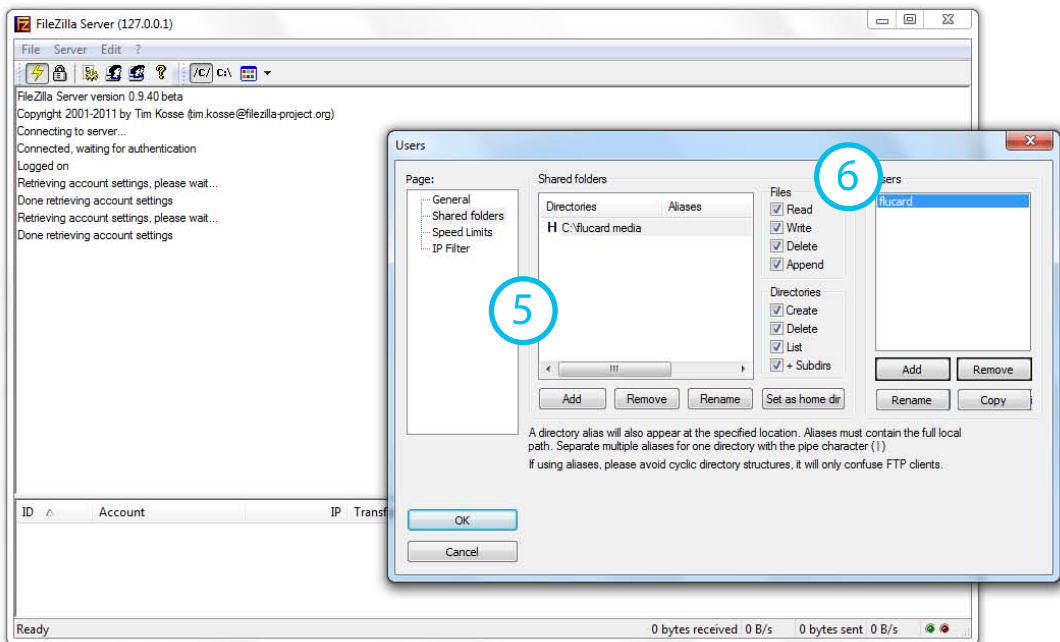 FileZilla Server (127.0.0.1)
File Server Edit ?
/C/ C:\
FileZilla Server version 0.9.40 beta
Copyright 2001-2011 by Tim Kosse (tim.kosse@filezilla-project.org)
Connecting to server...
Connected, waiting for authentication
Logged on
Retrieving account settings, please wait...
Done retrieving account settings
Retrieving account settings, please wait...
Done retrieving account settings
Users
Page:
General
Shared folders
Speed Limits
IP Filter
5
Shared folders
Directories Aliases
H C:\flucard media
Add Remove Rename Set as home dir
Files
Read
Write
Delete
Append
Directories
Create
Delete
List
+ Subdirs
6
flucard
Add Remove
Rename Copy
A directory alias will also appear at the specified location. Aliases must contain the full local
path. Separate multiple aliases for one directory with the pipe character ( | )
If using aliases, please avoid cyclic directory structures, it will only confuse FTP clients.
OK
Cancel
ID Account IP
Ready 0 bytes received 0 B/s 0 bytes sent 0 B/s